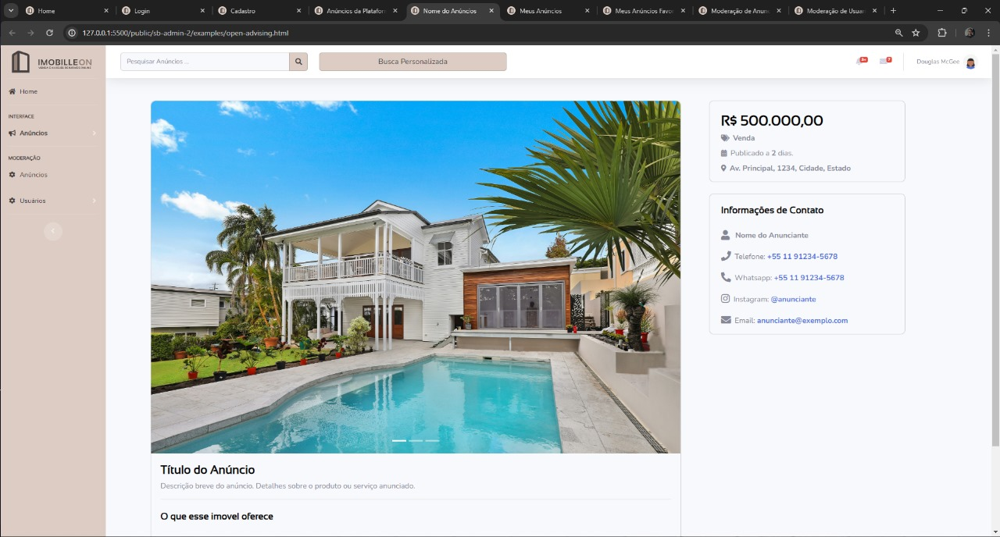 Home
Login
Cadastro
Anúncios da Platafor
Nome do Anúncios
Meus Anúncios
Meus Anúncios Favo
Moderação de Anun
Moderação de Usua
127.0.0.1:5500/public/sb-admin-2/examples/open-advising.html
IMOBILLEON
Pesquisar Anúncios ...
Busca Personalizada
3+
7
Douglas McGee
Home
INTERFACE
Anúncios
MODERAÇÃO
Anúncios
Usuários
R$ 500.000,00
Venda
Publicado a 2 dias.
Av. Principal, 1234, Cidade, Estado
Informações de Contato
Nome do Anunciante
Telefone: +55 11 91234-5678
Whatsapp: +55 11 91234-5678
Instagram: @anunciante
Email: anunciante@exemplo.com
Título do Anúncio
Descrição breve do anúncio. Detalhes sobre o produto ou serviço anunciado.
O que esse imovel oferece